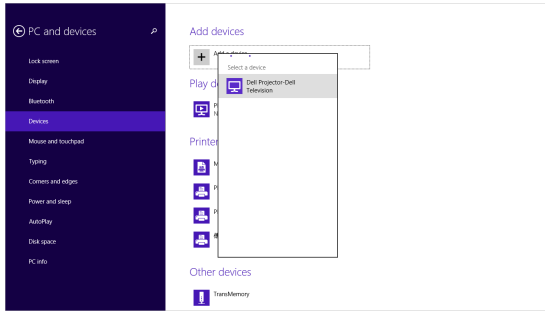 PC and devices
Lock screen
Display
Bluetooth
Devices
Mouse and touchpad
Typing
Corners and edges
Power and sleep
AutoPlay
Disk space
PC info
Add devices
Select a device
Dell Projector-Dell
Television
Play d
P
N
Printer
M
P
P
Other devices
TransMemory